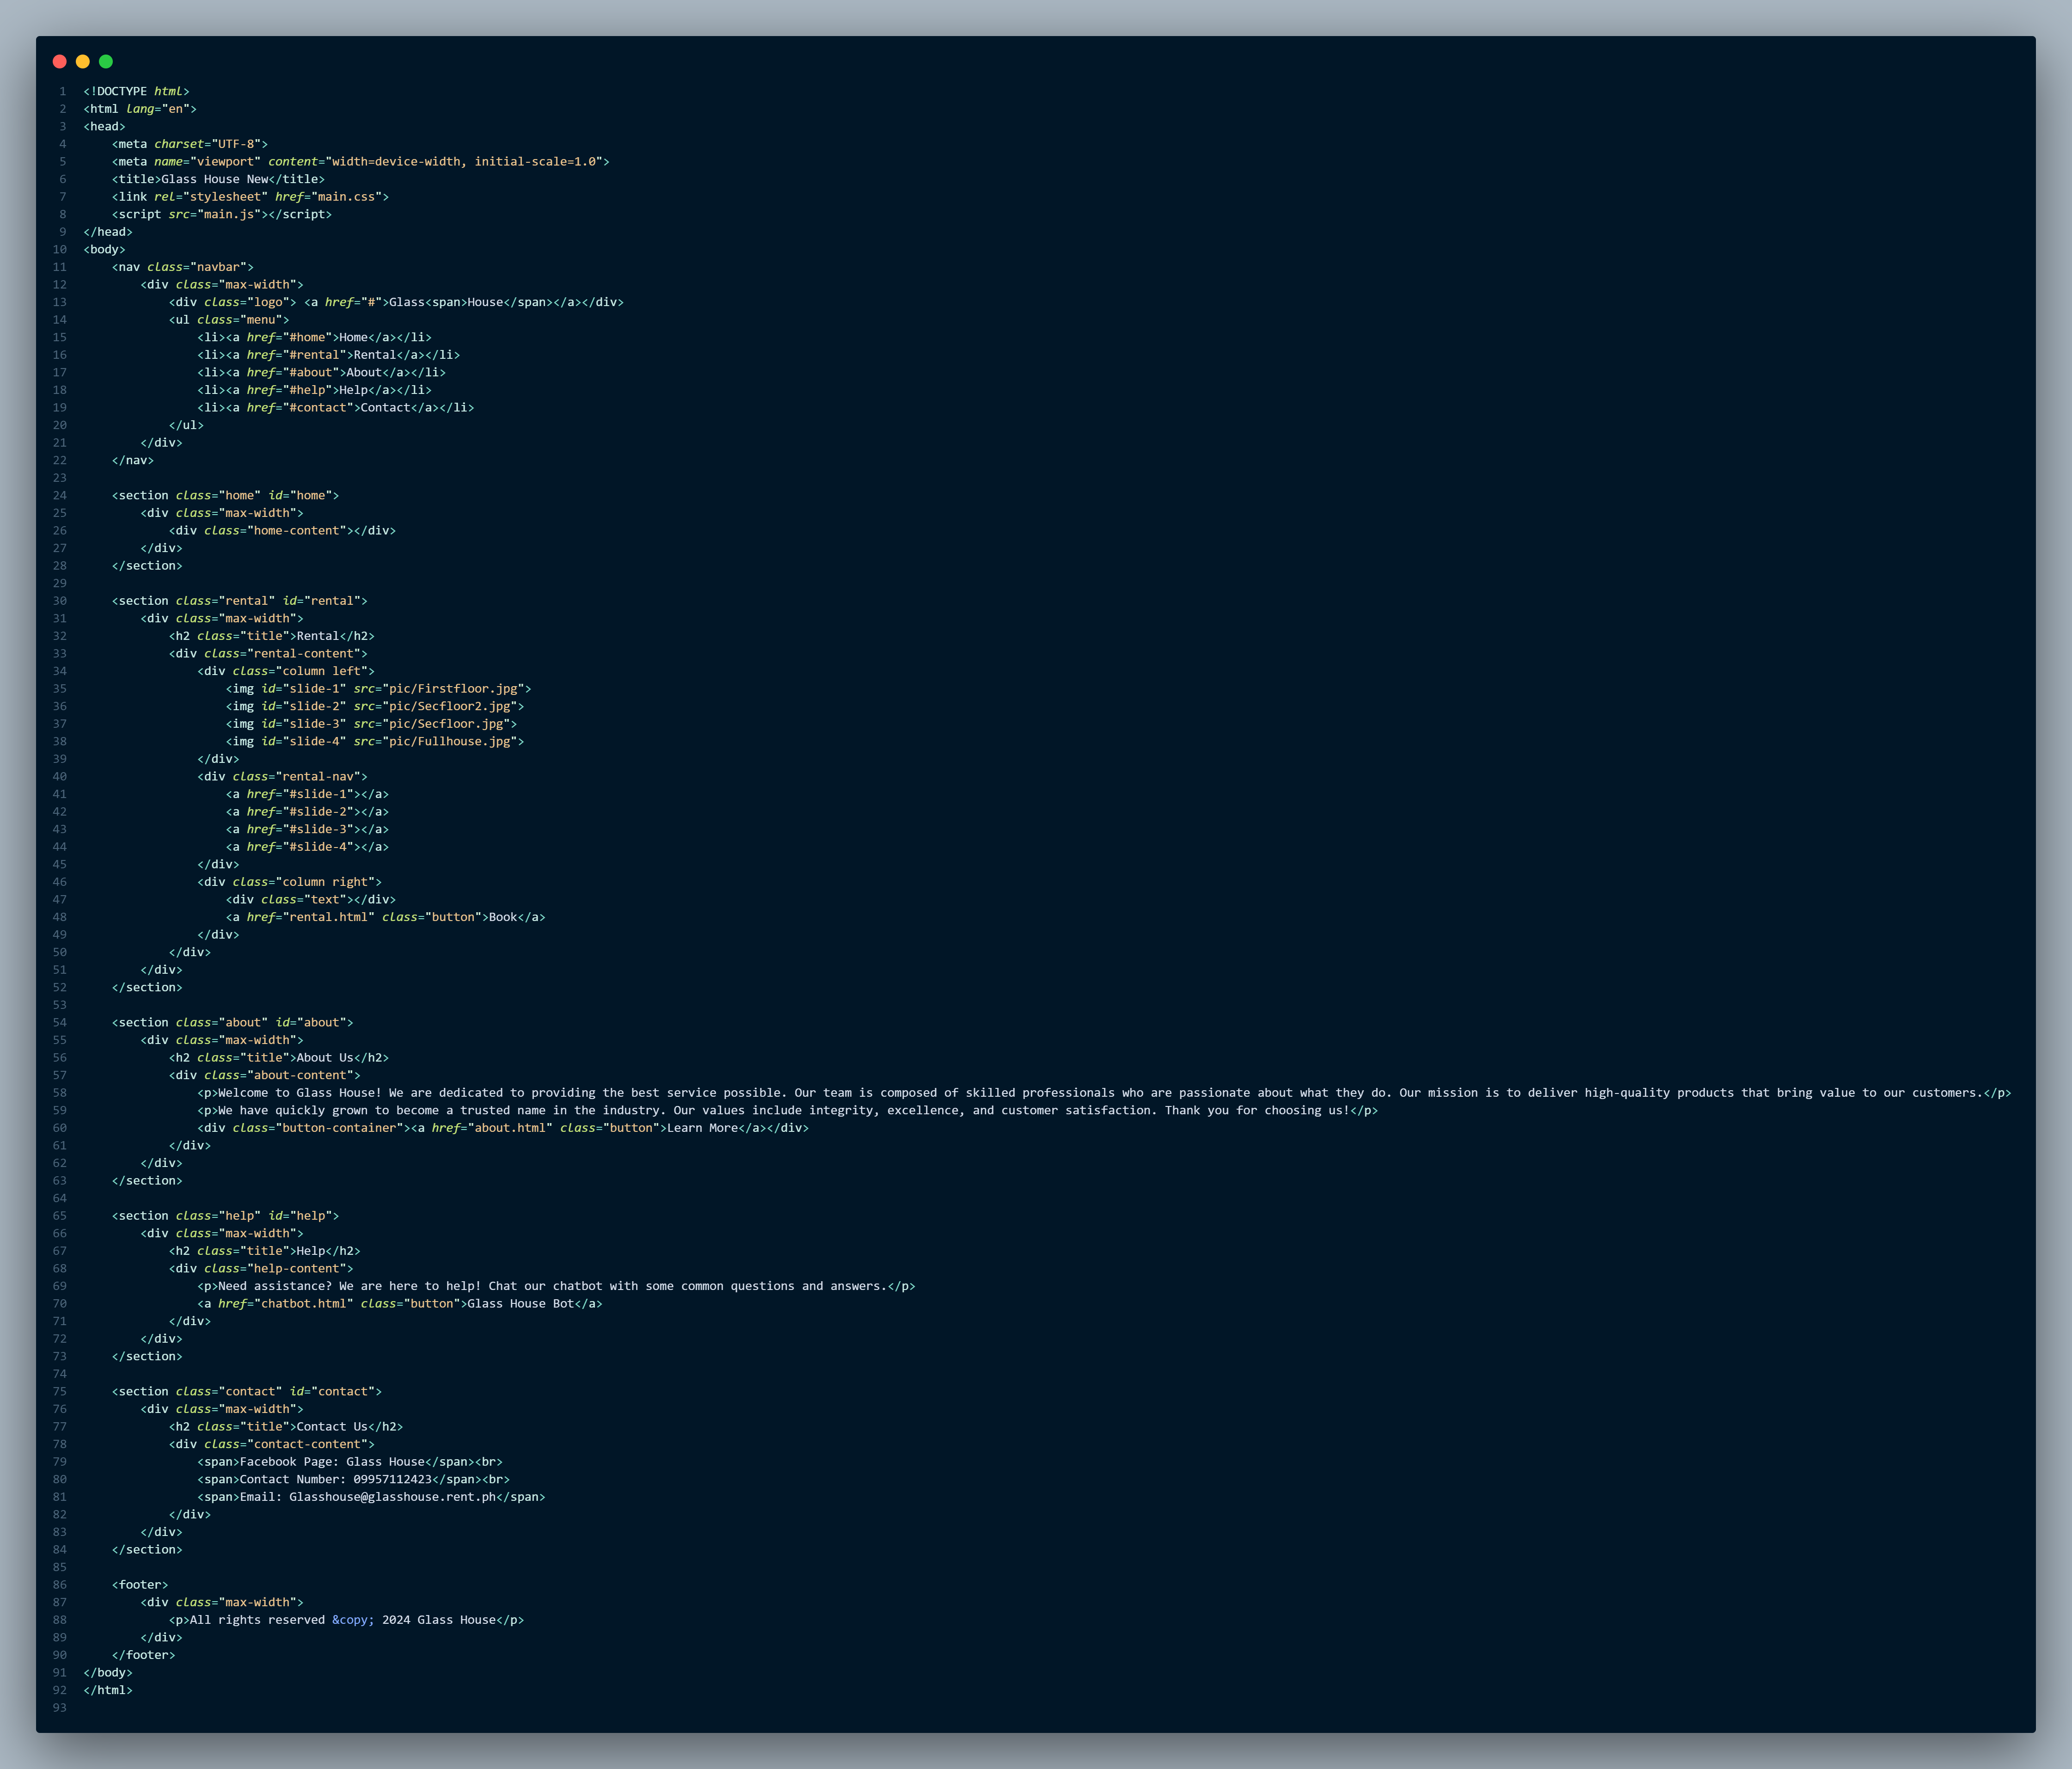 1 <!DOCTYPE html>
2 <html lang="en">
3 <head>
4     <meta charset="UTF-8">
5     <meta name="viewport" content="width=device-width, initial-scale=1.0">
6     <title>Glass House New</title>
7     <link rel="stylesheet" href="main.css">
8     <script src="main.js"></script>
9 </head>
10 <body>
11     <nav class="navbar">
12         <div class="max-width">
13             <div class="logo"> <a href="#">Glass<span>House</span></a></div>
14             <ul class="menu">
15                 <li><a href="#home">Home</a></li>
16                 <li><a href="#rental">Rental</a></li>
17                 <li><a href="#about">About</a></li>
18                 <li><a href="#help">Help</a></li>
19                 <li><a href="#contact">Contact</a></li>
20             </ul>
21         </div>
22     </nav>
23
24     <section class="home" id="home">
25         <div class="max-width">
26             <div class="home-content"></div>
27         </div>
28     </section>
29
30     <section class="rental" id="rental">
31         <div class="max-width">
32             <h2 class="title">Rental</h2>
33             <div class="rental-content">
34                 <div class="column left">
35                     <img id="slide-1" src="pic/Firstfloor.jpg">
36                     <img id="slide-2" src="pic/Secfloor2.jpg">
37                     <img id="slide-3" src="pic/Secfloor.jpg">
38                     <img id="slide-4" src="pic/Fullhouse.jpg">
39                 </div>
40                 <div class="rental-nav">
41                     <a href="#slide-1"></a>
42                     <a href="#slide-2"></a>
43                     <a href="#slide-3"></a>
44                     <a href="#slide-4"></a>
45                 </div>
46                 <div class="column right">
47                     <div class="text"></div>
48                     <a href="rental.html" class="button">Book</a>
49                 </div>
50             </div>
51         </div>
52     </section>
53
54     <section class="about" id="about">
55         <div class="max-width">
56             <h2 class="title">About Us</h2>
57             <div class="about-content">
58                 <p>Welcome to Glass House! We are dedicated to providing the best service possible. Our team is composed of skilled professionals who are passionate about what they do. Our mission is to deliver high-quality products that bring value to our customers.</p>
59                 <p>We have quickly grown to become a trusted name in the industry. Our values include integrity, excellence, and customer satisfaction. Thank you for choosing us!</p>
60                 <div class="button-container"><a href="about.html" class="button">Learn More</a></div>
61             </div>
62         </div>
63     </section>
64
65     <section class="help" id="help">
66         <div class="max-width">
67             <h2 class="title">Help</h2>
68             <div class="help-content">
69                 <p>Need assistance? We are here to help! Chat our chatbot with some common questions and answers.</p>
70                 <a href="chatbot.html" class="button">Glass House Bot</a>
71             </div>
72         </div>
73     </section>
74
75     <section class="contact" id="contact">
76         <div class="max-width">
77             <h2 class="title">Contact Us</h2>
78             <div class="contact-content">
79                 <span>Facebook Page: Glass House</span><br>
80                 <span>Contact Number: 09957112423</span><br>
81                 <span>Email: Glasshouse@glasshouse.rent.ph</span>
82             </div>
83         </div>
84     </section>
85
86     <footer>
87         <div class="max-width">
88             <p>All rights reserved &copy; 2024 Glass House</p>
89         </div>
90     </footer>
91 </body>
92 </html>
93